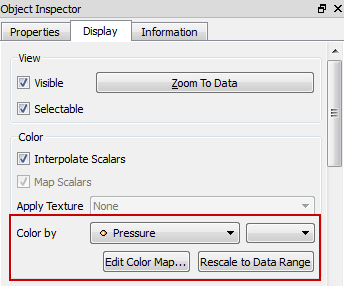 Object Inspector
Properties Display Information
View
Visible Zoom To Data
Selectable
Color
Interpolate Scalars
Map Scalars
Apply Texture None
Color by Pressure
Edit Color Map... Rescale to Data Range